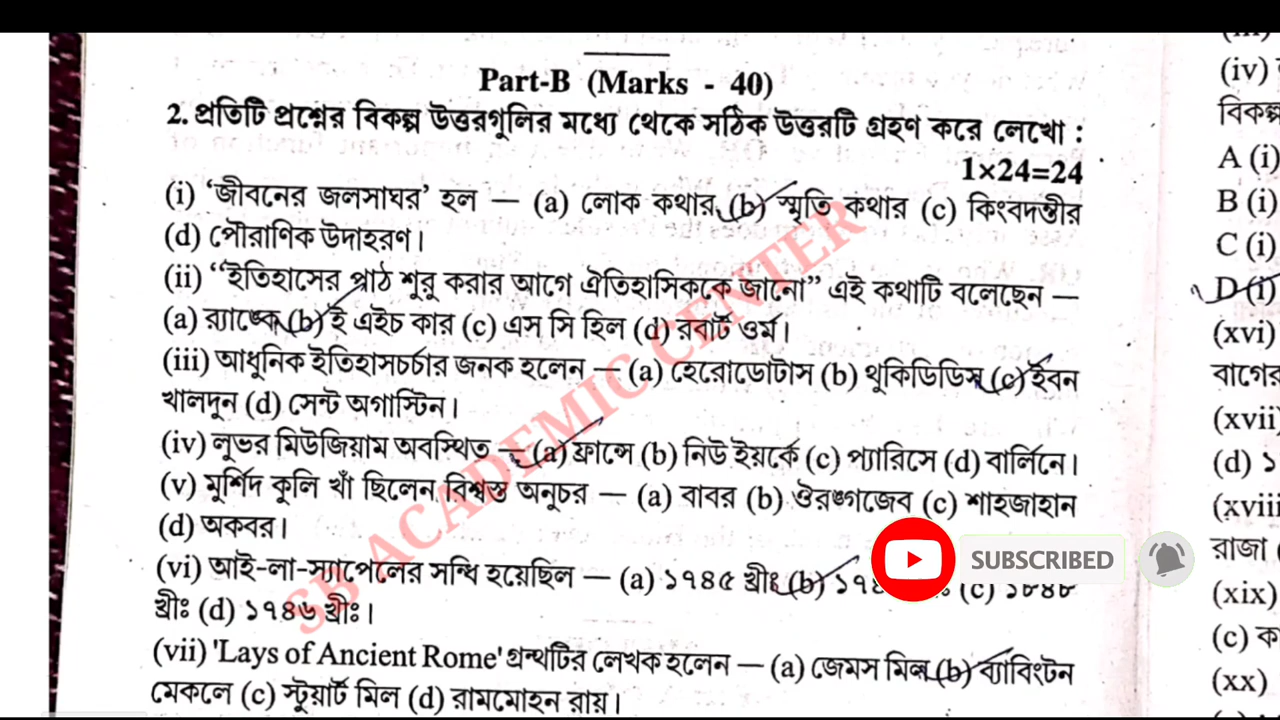 Part-B (Marks - 40)
2. প্রতিটি প্রশ্নের বিকল্প উত্তরগুলির মধ্যে থেকে সঠিক উত্তরটি গ্রহণ করে লেখো :
1×24=24
(i) ‘জীবনের জলসাঘর’ হল — (a) লোক কথার (b) স্মৃতি কথার (c) কিংবদন্তীর
(d) পৌরাণিক উদাহরণ।
(ii) “ইতিহাসের পাঠ শুরু করার আগে ঐতিহাসিককে জানো” এই কথাটি বলেছেন —
(a) র‍্যাঙ্কে (b) ই এইচ কার (c) এস সি হিল (d) রবার্ট ওর্ম।
(iii) আধুনিক ইতিহাসচর্চার জনক হলেন — (a) হেরোডোটাস (b) থুকিডিডিস (c) ইবন
খালদুন (d) সেন্ট অগাস্টিন।
(iv) লুভর মিউজিয়াম অবস্থিত — (a) ফ্রান্সে (b) নিউ ইয়র্কে (c) প্যারিসে (d) বার্লিনে।
(v) মুর্শিদ কুলি খাঁ ছিলেন বিশ্বস্ত অনুচর — (a) বাবর (b) ঔরঙ্গজেব (c) শাহজাহান
(d) অকবর।
(vi) আই-লা-স্যাপেলের সন্ধি হয়েছিল — (a) ১৭৪৫ খ্রীঃ (b) (c) ১৮৪৮
খ্রীঃ (d) ১৭৪৬ খ্রীঃ।
(vii) 'Lays of Ancient Rome' গ্রন্থটির লেখক হলেন — (a) জেমস মিল (b) ব্যাবিংটন
মেকলে (c) স্টুয়ার্ট মিল (d) রামমোহন রায়।
SB ACADEMIC CENTER
SUBSCRIBED
(iv)
A (i)
B (i)
C (i)
D (i)
(xvi)
বাগের
(xvii)
(d)
(xviii
রাজা
(xix)
(c) ক
(xx)